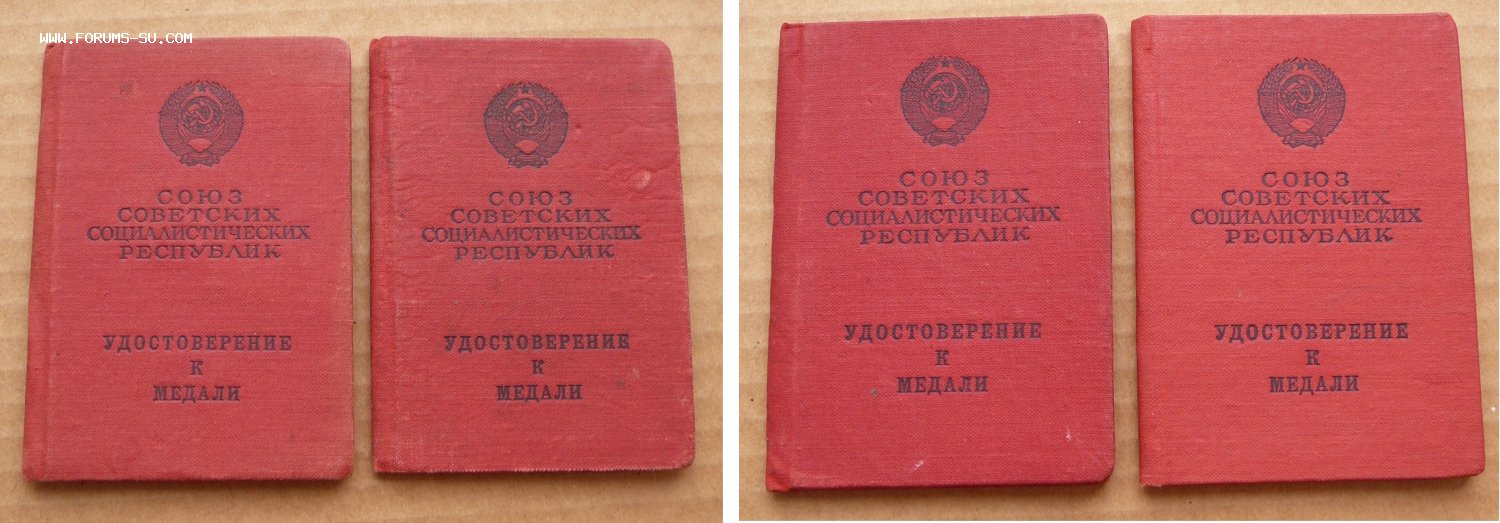 WWW.FORUMS-SU.COM
СОЮЗ
СОВЕТСКИХ
СОЦИАЛИСТИЧЕСКИХ
РЕСПУБЛИК
УДОСТОВЕРЕНИЕ
К
МЕДАЛИ
СОЮЗ
СОВЕТСКИХ
СОЦИАЛИСТИЧЕСКИХ
РЕСПУБЛИК
УДОСТОВЕРЕНИЕ
К
МЕДАЛИ
СОЮЗ
СОВЕТСКИХ
СОЦИАЛИСТИЧЕСКИХ
РЕСПУБЛИК
УДОСТОВЕРЕНИЕ
К
МЕДАЛИ
СОЮЗ
СОВЕТСКИХ
СОЦИАЛИСТИЧЕСКИХ
РЕСПУБЛИК
УДОСТОВЕРЕНИЕ
К
МЕДАЛИ